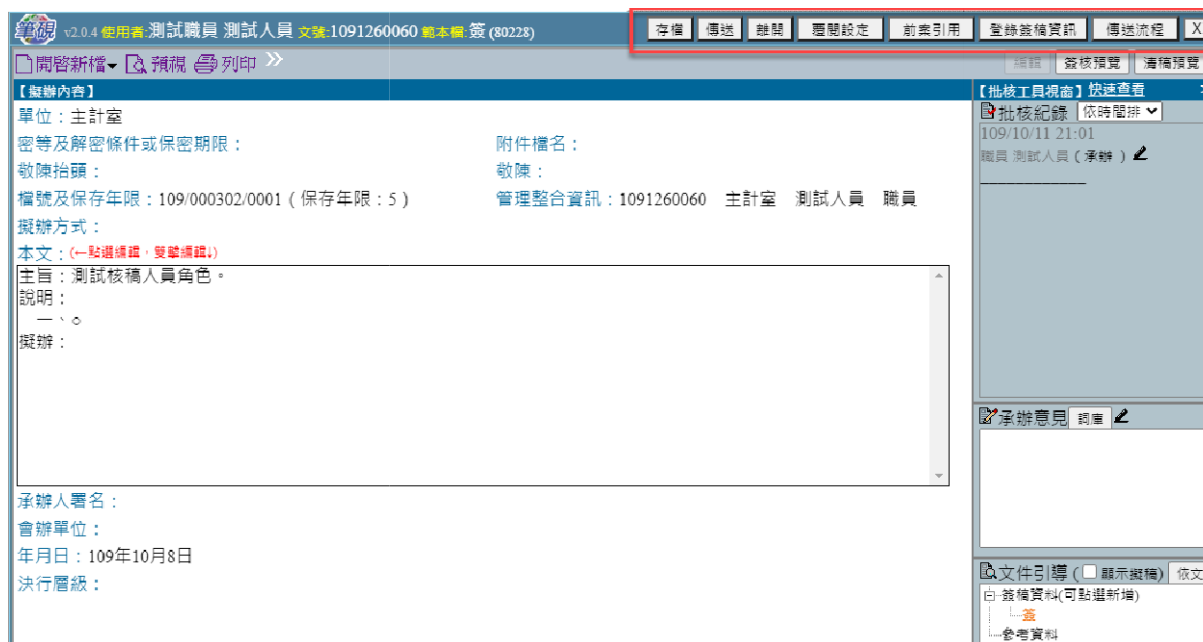 筆硯 v2.0.4 使用者:測試職員 測試人員 文號:1091260060 範本檔:簽 (80228) 存檔 傳送 離開 覆閱設定 前案引用 登錄簽稿資訊 傳送流程 X
開啓新檔 預視 列印 編輯 簽核預覽 清稿預覽
【擬辦內容】
單位：主計室
密等及解密條件或保密期限： 附件檔名：
敬陳抬頭： 敬陳：
檔號及保存年限：109/000302/0001（保存年限：5） 管理整合資訊：1091260060 主計室 測試人員 職員
擬辦方式：
本文：(←點選編輯，雙擊編輯↓)
主旨：測試核稿人員角色。
說明：
一、。
擬辦：
承辦人署名：
會辦單位：
年月日：109年10月8日
決行層級：
【批核工具視窗】快速查看
批核紀錄 依時間排
109/10/11 21:01
職員 測試人員 ( 承辦 )
承辦意見 詞庫
文件引導 ( 顯示擬稿) 依文
簽稿資料(可點選新增)
簽
參考資料